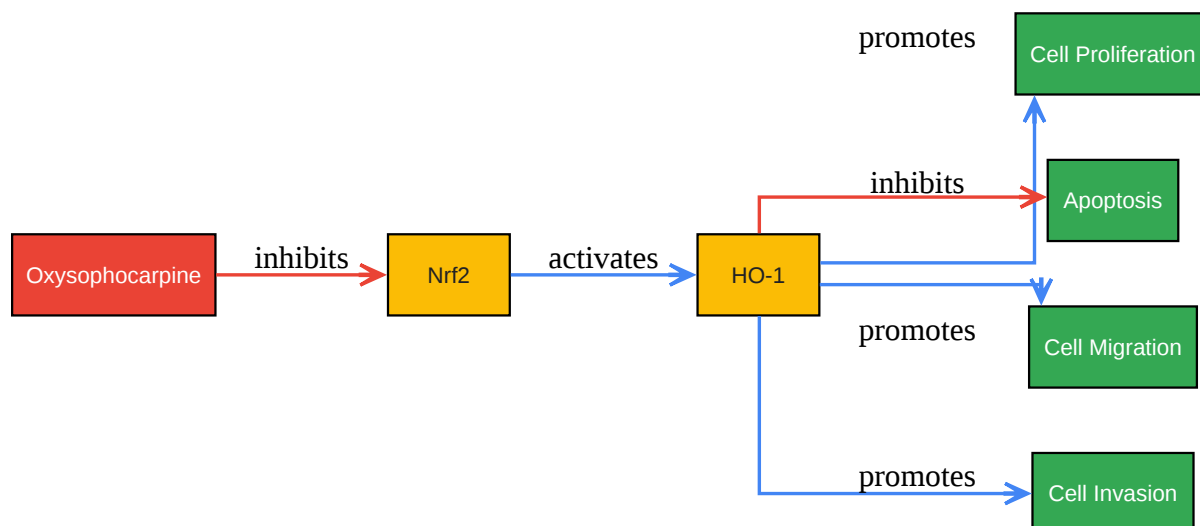 promotes
Cell Proliferation
inhibits
Apoptosis
Oxysophocarpine
inhibits
Nrf2
activates
HO-1
promotes
Cell Migration
promotes
Cell Invasion